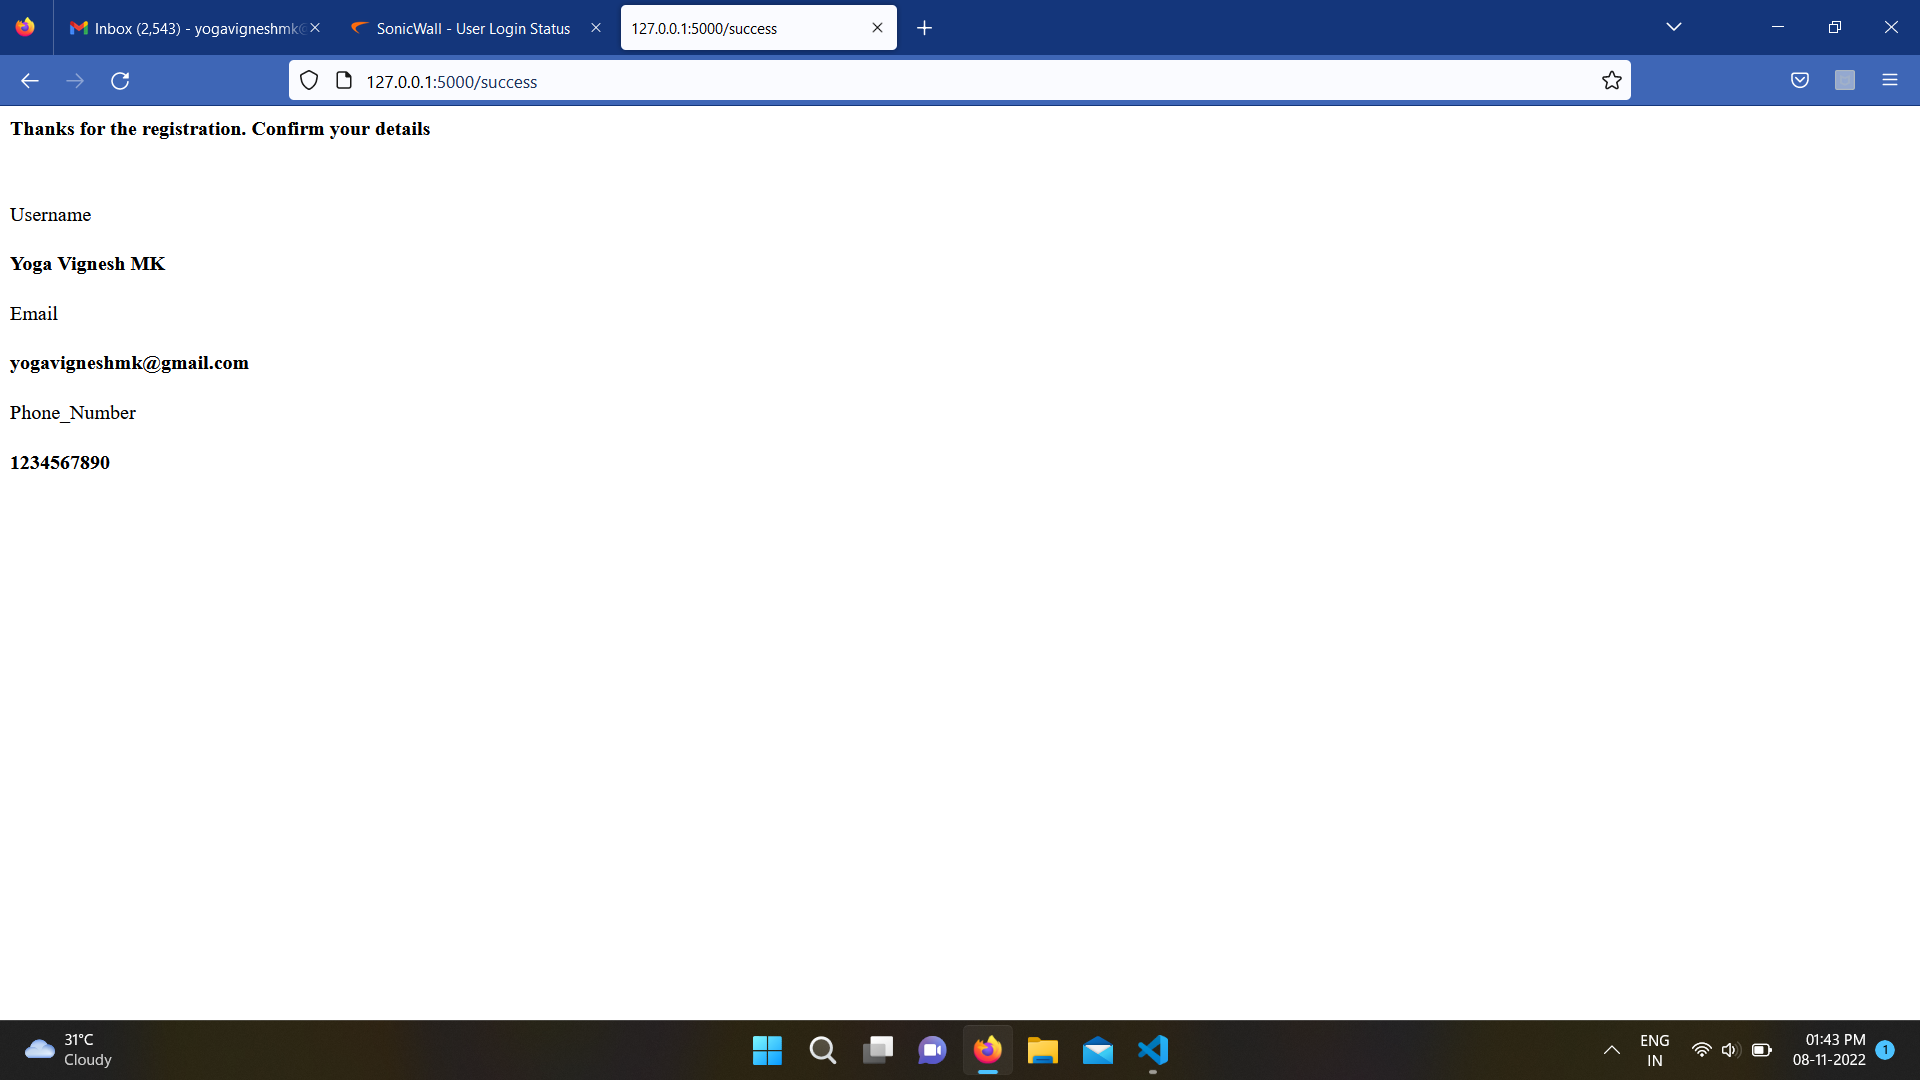 Inbox (2,543) - yogavigneshmk@
SonicWall - User Login Status
127.0.0.1:5000/success
127.0.0.1:5000/success
Thanks for the registration. Confirm your details
Username
Yoga Vignesh MK
Email
yogavigneshmk@gmail.com
Phone_Number
1234567890
31°C
Cloudy
ENG
IN
01:43 PM
08-11-2022
1